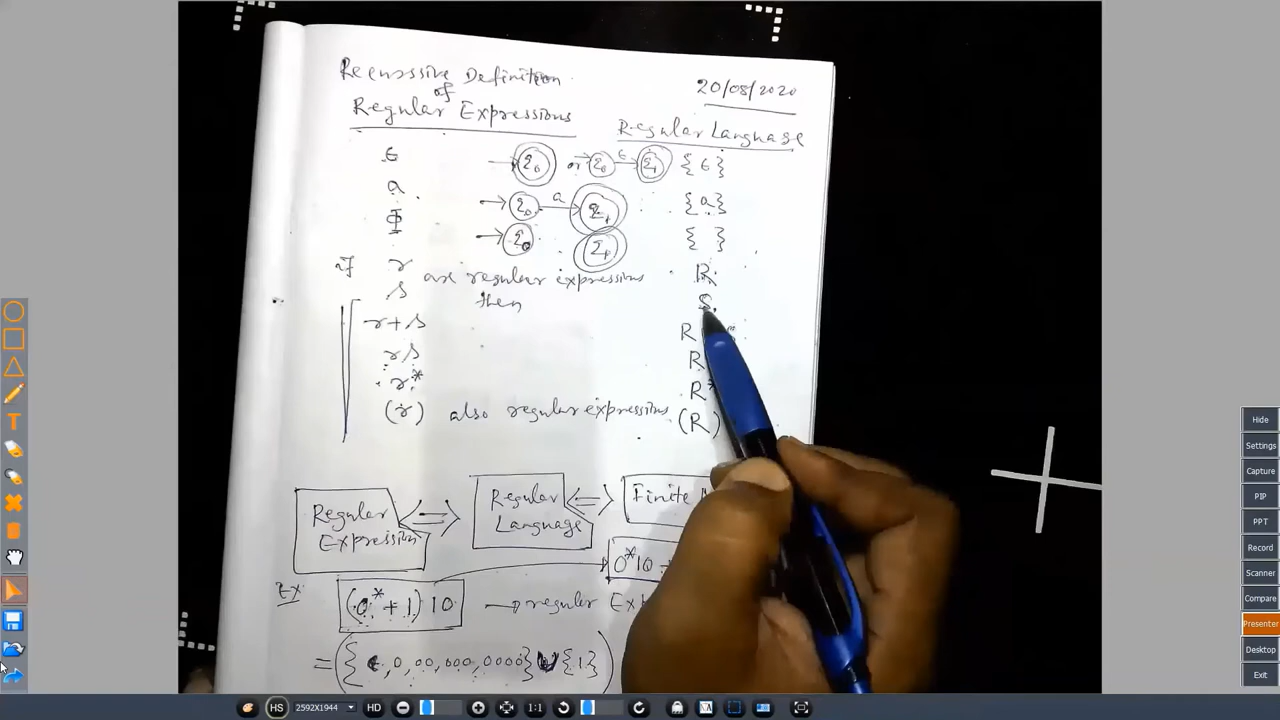 Recurssive Definition
of
Regular Expressions
20/08/2020
Regular Language
ε
q₀ or q₀ ε q₁ {ε}
a
q₀ a q₁ {a}
Φ
q₀ q₁ { }
If r are regular expressions R
s then S
r+s R
rs R
r* R*
(r) also regular expressions (R)
Regular Expression ⇔ Regular Language ⇔ Finite
0*10
Ex (0*+1)10 → regular
= ({ε,0,00,000,0000} ∪ {1})
Hide
Settings
Capture
PIP
PPT
Record
Scanner
Compare
Presenter
Desktop
Exit
T
HS 2592X1944 HD 1:1